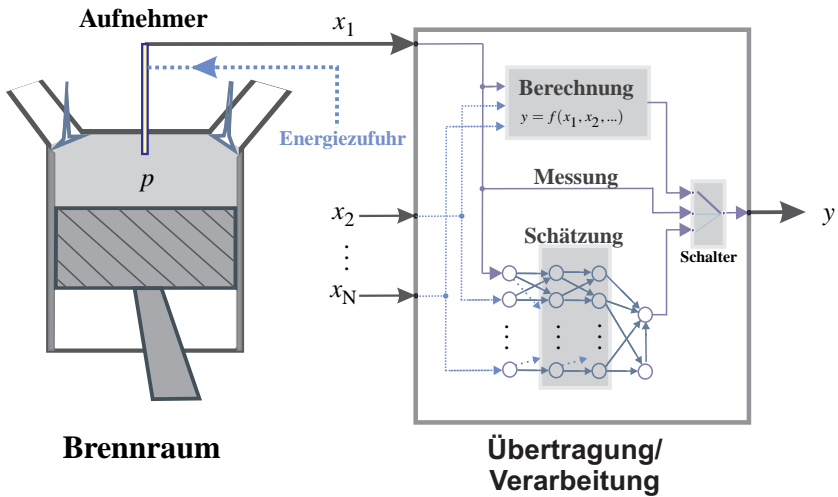 Aufnehmer
x1
Berechnung
y = f(x1, x2, ...)
Energiezufuhr
p
Messung
x2
y
Schätzung
Schalter
xN
Brennraum
Übertragung/
Verarbeitung